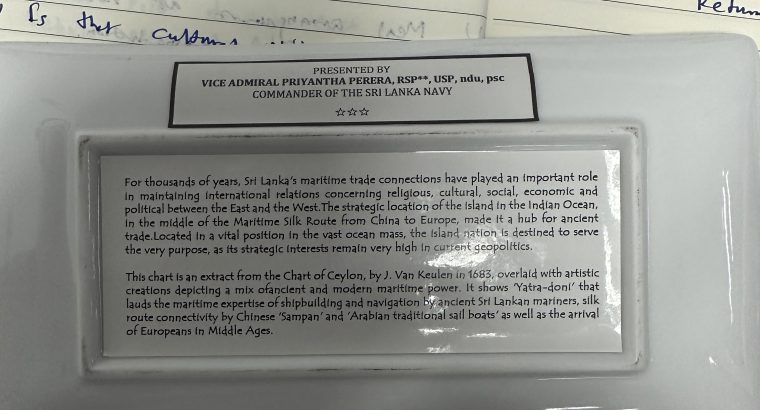 Is that
Return
PRESENTED BY
VICE ADMIRAL PRIYANTHA PERERA, RSP**, USP, ndu, psc
COMMANDER OF THE SRI LANKA NAVY
☆☆☆
For thousands of years, Sri Lanka's maritime trade connections have played an important role
in maintaining international relations concerning religious, cultural, social, economic and
political between the East and the West.The strategic location of the island in the Indian Ocean,
in the middle of the Maritime Silk Route from China to Europe, made it a hub for ancient
trade.Located in a vital position in the vast ocean mass, the island nation is destined to serve
the very purpose, as its strategic interests remain very high in current geopolitics.
This chart is an extract from the Chart of Ceylon, by J. Van Keulen in 1683, overlaid with artistic
creations depicting a mix ofancient and modern maritime power. It shows 'Yatra-doni' that
lauds the maritime expertise of shipbuilding and navigation by ancient Sri Lankan mariners, silk
route connectivity by Chinese 'Sampan' and 'Arabian traditional sail boats' as well as the arrival
of Europeans in Middle Ages.